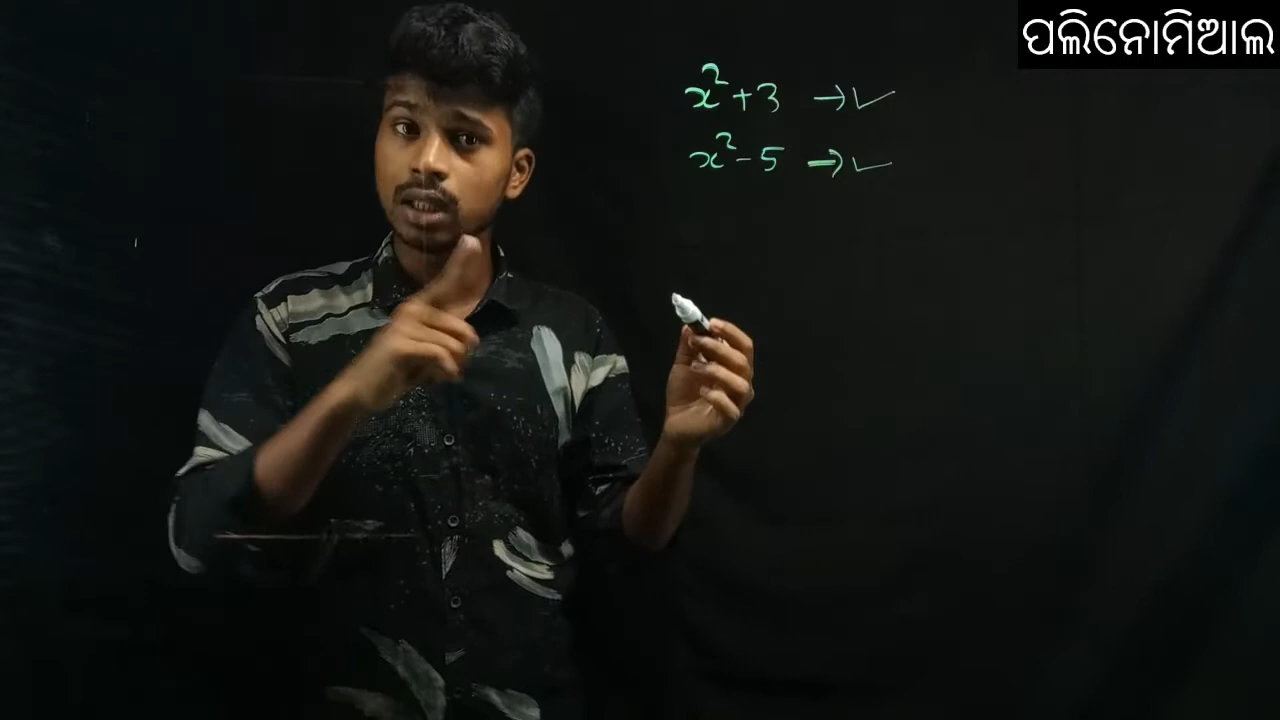 ପଲିନୋମିଆଲ
x² + 3 → ✓
x² - 5 → ✓